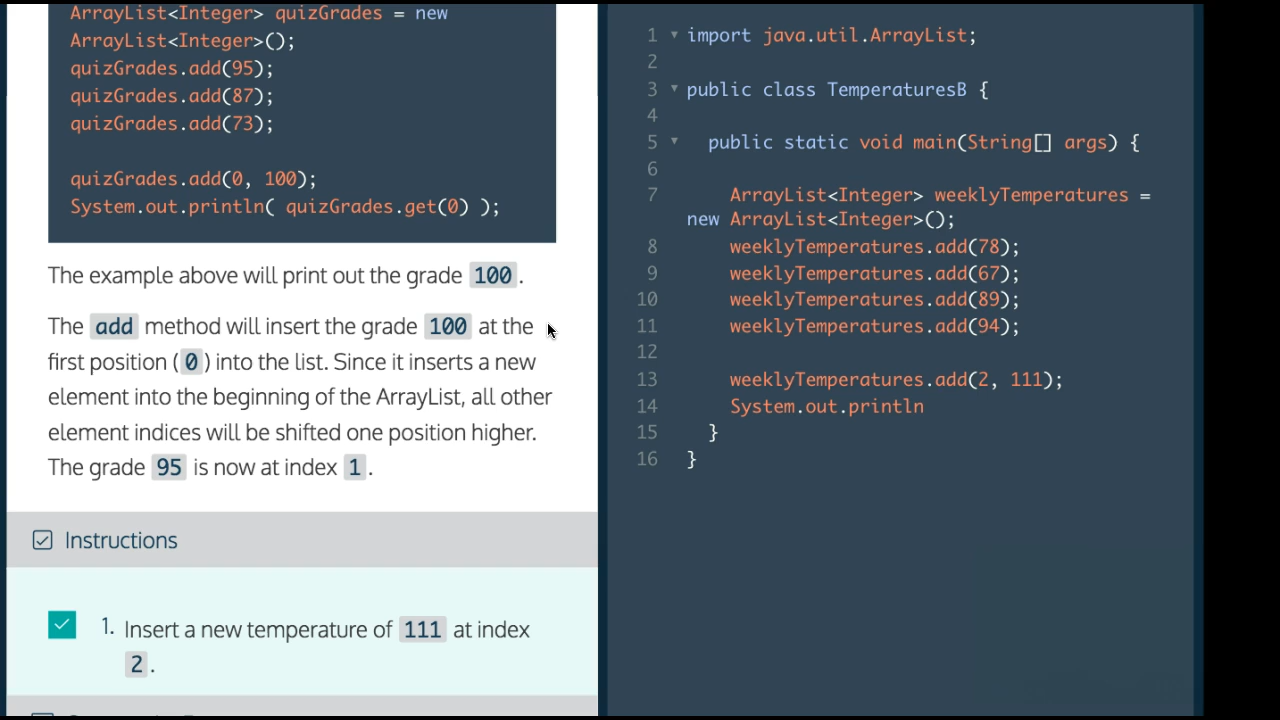 ArrayList<Integer> quizGrades = new
ArrayList<Integer>();
quizGrades.add(95);
quizGrades.add(87);
quizGrades.add(73);
quizGrades.add(0, 100);
System.out.println( quizGrades.get(0) );
The example above will print out the grade 100.
The add method will insert the grade 100 at the
first position (0) into the list. Since it inserts a new
element into the beginning of the ArrayList, all other
element indices will be shifted one position higher.
The grade 95 is now at index 1.
Instructions
1. Insert a new temperature of 111 at index
2.
1 import java.util.ArrayList;
2
3 public class TemperaturesB {
4
5 public static void main(String[] args) {
6
7 ArrayList<Integer> weeklyTemperatures =
new ArrayList<Integer>();
8 weeklyTemperatures.add(78);
9 weeklyTemperatures.add(67);
10 weeklyTemperatures.add(89);
11 weeklyTemperatures.add(94);
12
13 weeklyTemperatures.add(2, 111);
14 System.out.println
15 }
16 }